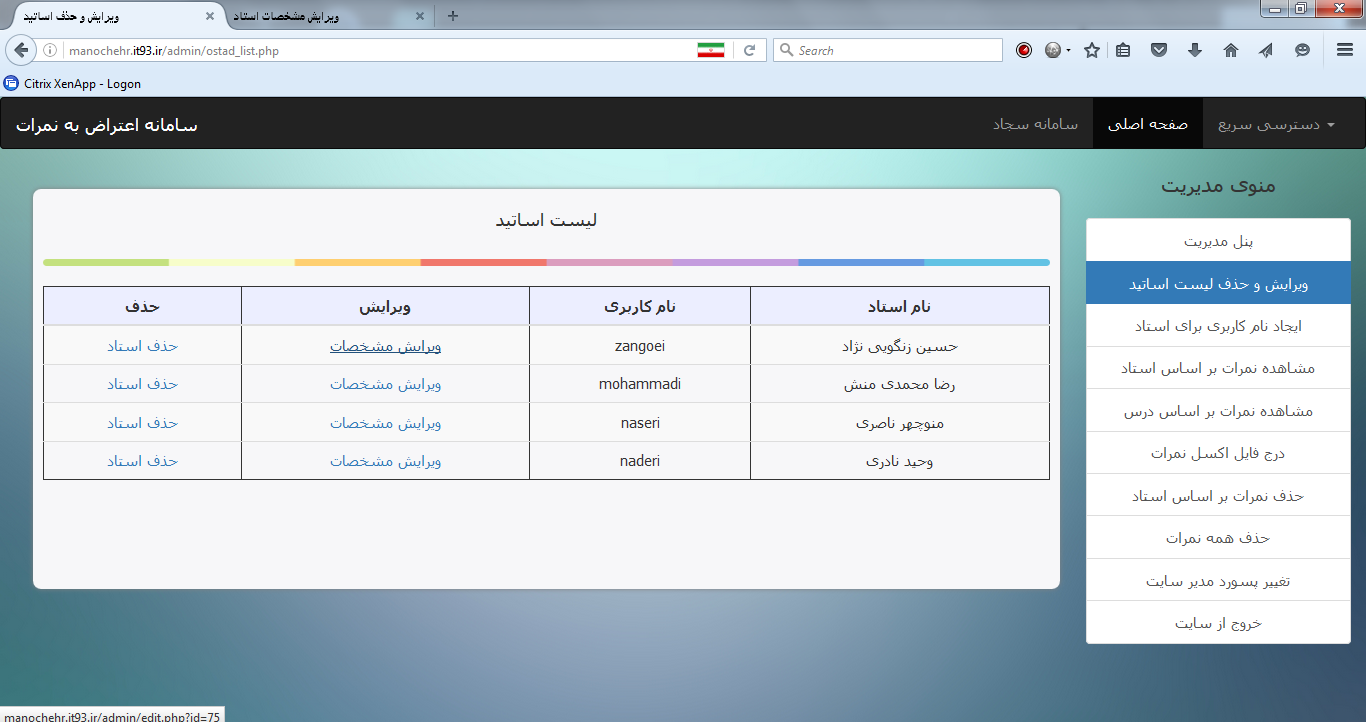 ویرایش و حذف اساتید
ویرایش مشخصات استاد
manochehr.it93.ir/admin/ostad_list.php
Search
Citrix XenApp - Logon
سامانه اعتراض به نمرات
دسترسی سریع
صفحه اصلی
سامانه سجاد
منوی مدیریت
پنل مدیریت
ویرایش و حذف لیست اساتید
ایجاد نام کاربری برای استاد
مشاهده نمرات بر اساس استاد
مشاهده نمرات بر اساس درس
درج فایل اکسل نمرات
حذف نمرات بر اساس استاد
حذف همه نمرات
تغییر پسورد مدیر سایت
خروج از سایت
لیست اساتید
نام استاد نام کاربری ویرایش حذف
حسین زنگویی نژاد zangoei ویرایش مشخصات حذف استاد
رضا محمدی منش mohammadi ویرایش مشخصات حذف استاد
منوچهر ناصری naseri ویرایش مشخصات حذف استاد
وحید نادری naderi ویرایش مشخصات حذف استاد
manochehr.it93.ir/admin/edit.php?id=75